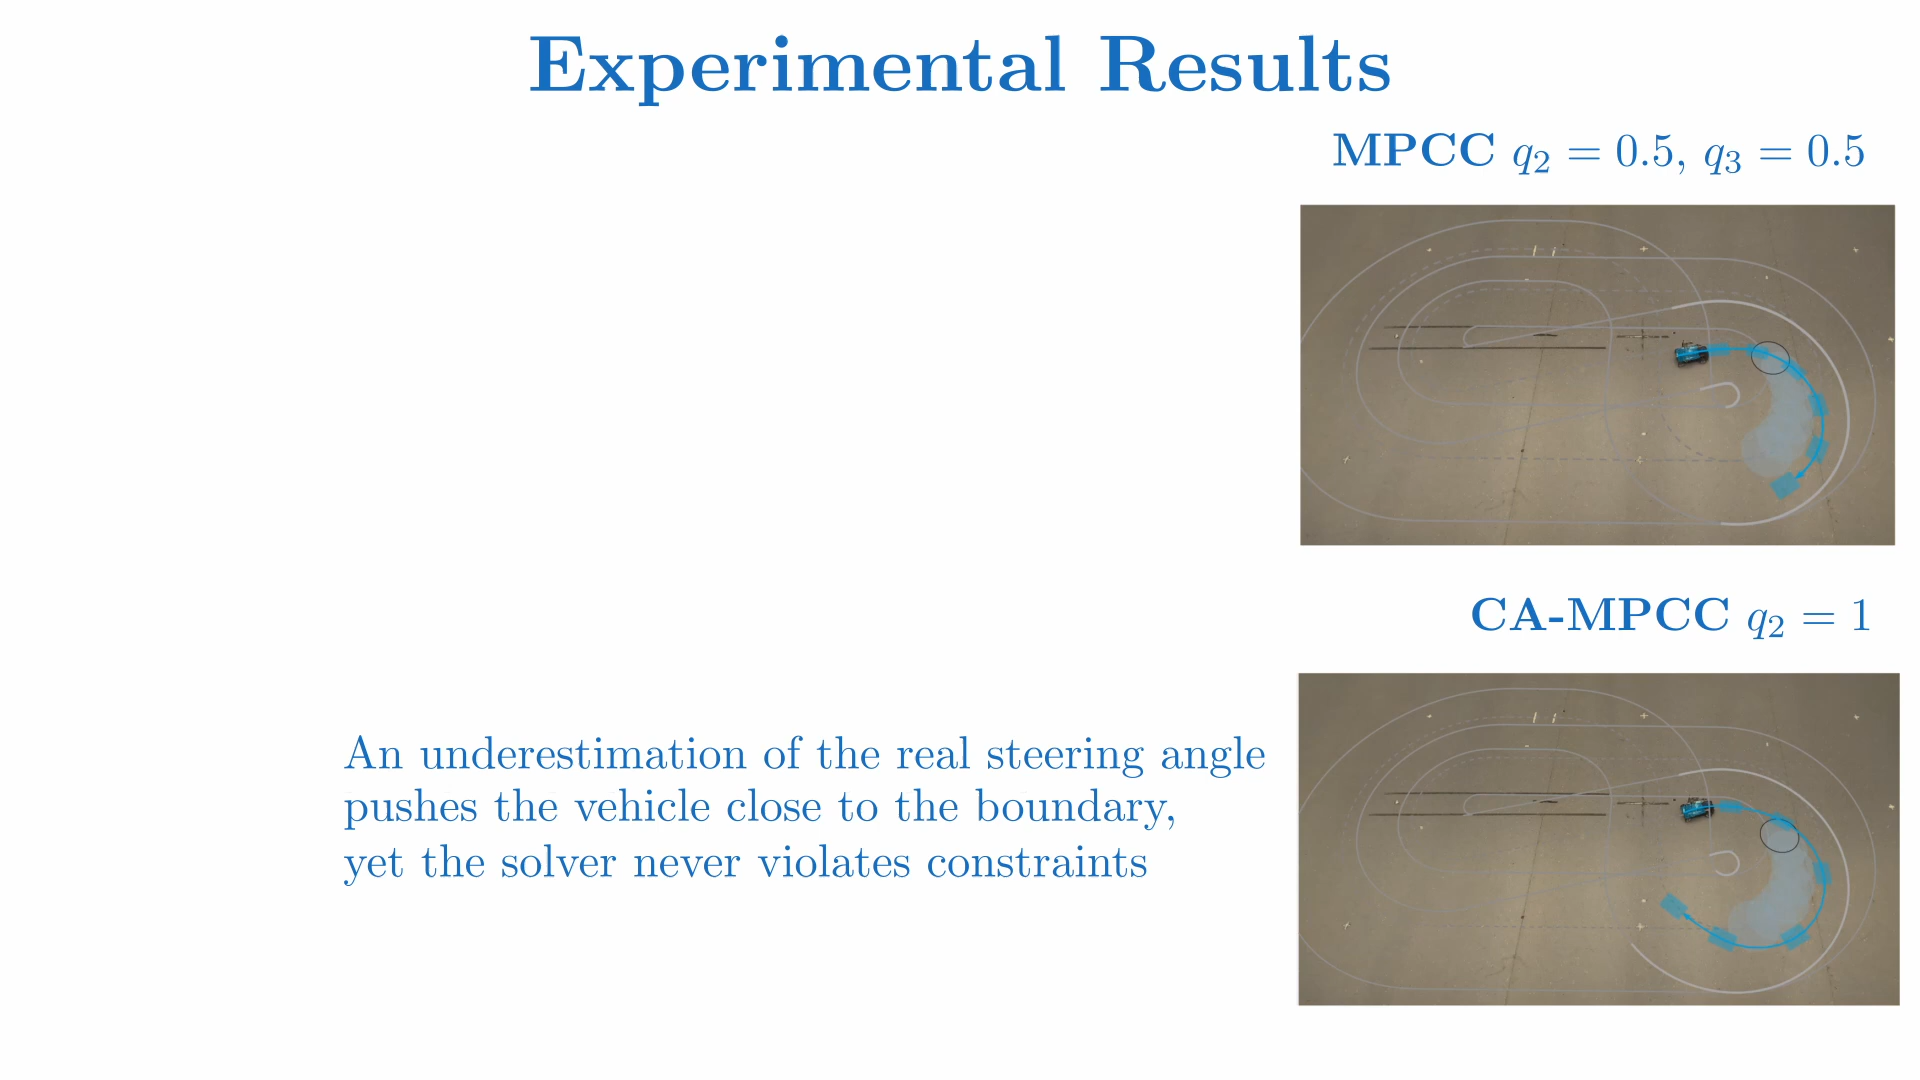 Experimental Results
MPCC q₂ = 0.5, q₃ = 0.5
CA-MPCC q₂ = 1
An underestimation of the real steering angle
pushes the vehicle close to the boundary,
yet the solver never violates constraints